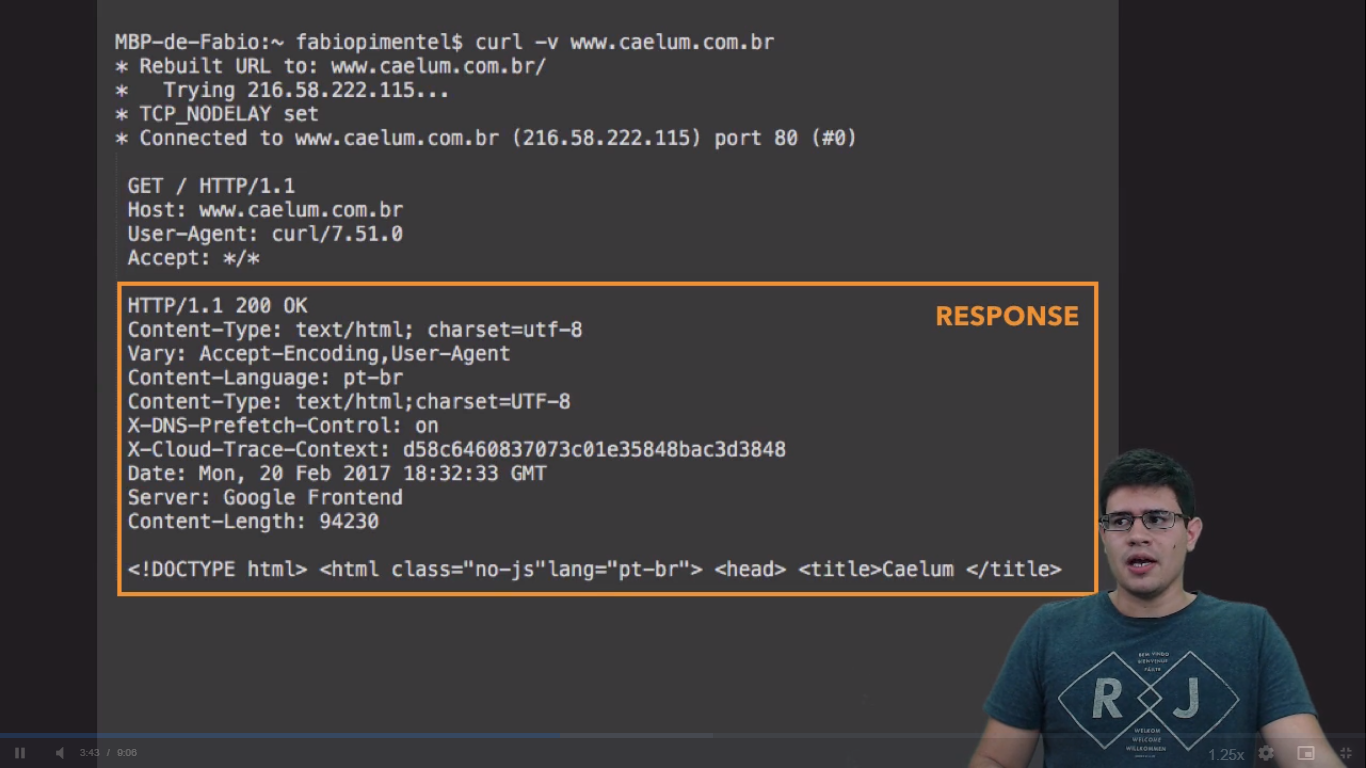 MBP-de-Fabio:~ fabiopimentel$ curl -v www.caelum.com.br
* Rebuilt URL to: www.caelum.com.br/
*   Trying 216.58.222.115...
* TCP_NODELAY set
* Connected to www.caelum.com.br (216.58.222.115) port 80 (#0)
GET / HTTP/1.1
Host: www.caelum.com.br
User-Agent: curl/7.51.0
Accept: */*
HTTP/1.1 200 OK
RESPONSE
Content-Type: text/html; charset=utf-8
Vary: Accept-Encoding,User-Agent
Content-Language: pt-br
Content-Type: text/html;charset=UTF-8
X-DNS-Prefetch-Control: on
X-Cloud-Trace-Context: d58c6460837073c01e35848bac3d3848
Date: Mon, 20 Feb 2017 18:32:33 GMT
Server: Google Frontend
Content-Length: 94230
<!DOCTYPE html> <html class="no-js"lang="pt-br"> <head> <title>Caelum </title>
BEM VINDO
BIENVENUE
R J
WELKOM
WELCOME
WILLKOMMEN
3:43 / 9:06
1.25x